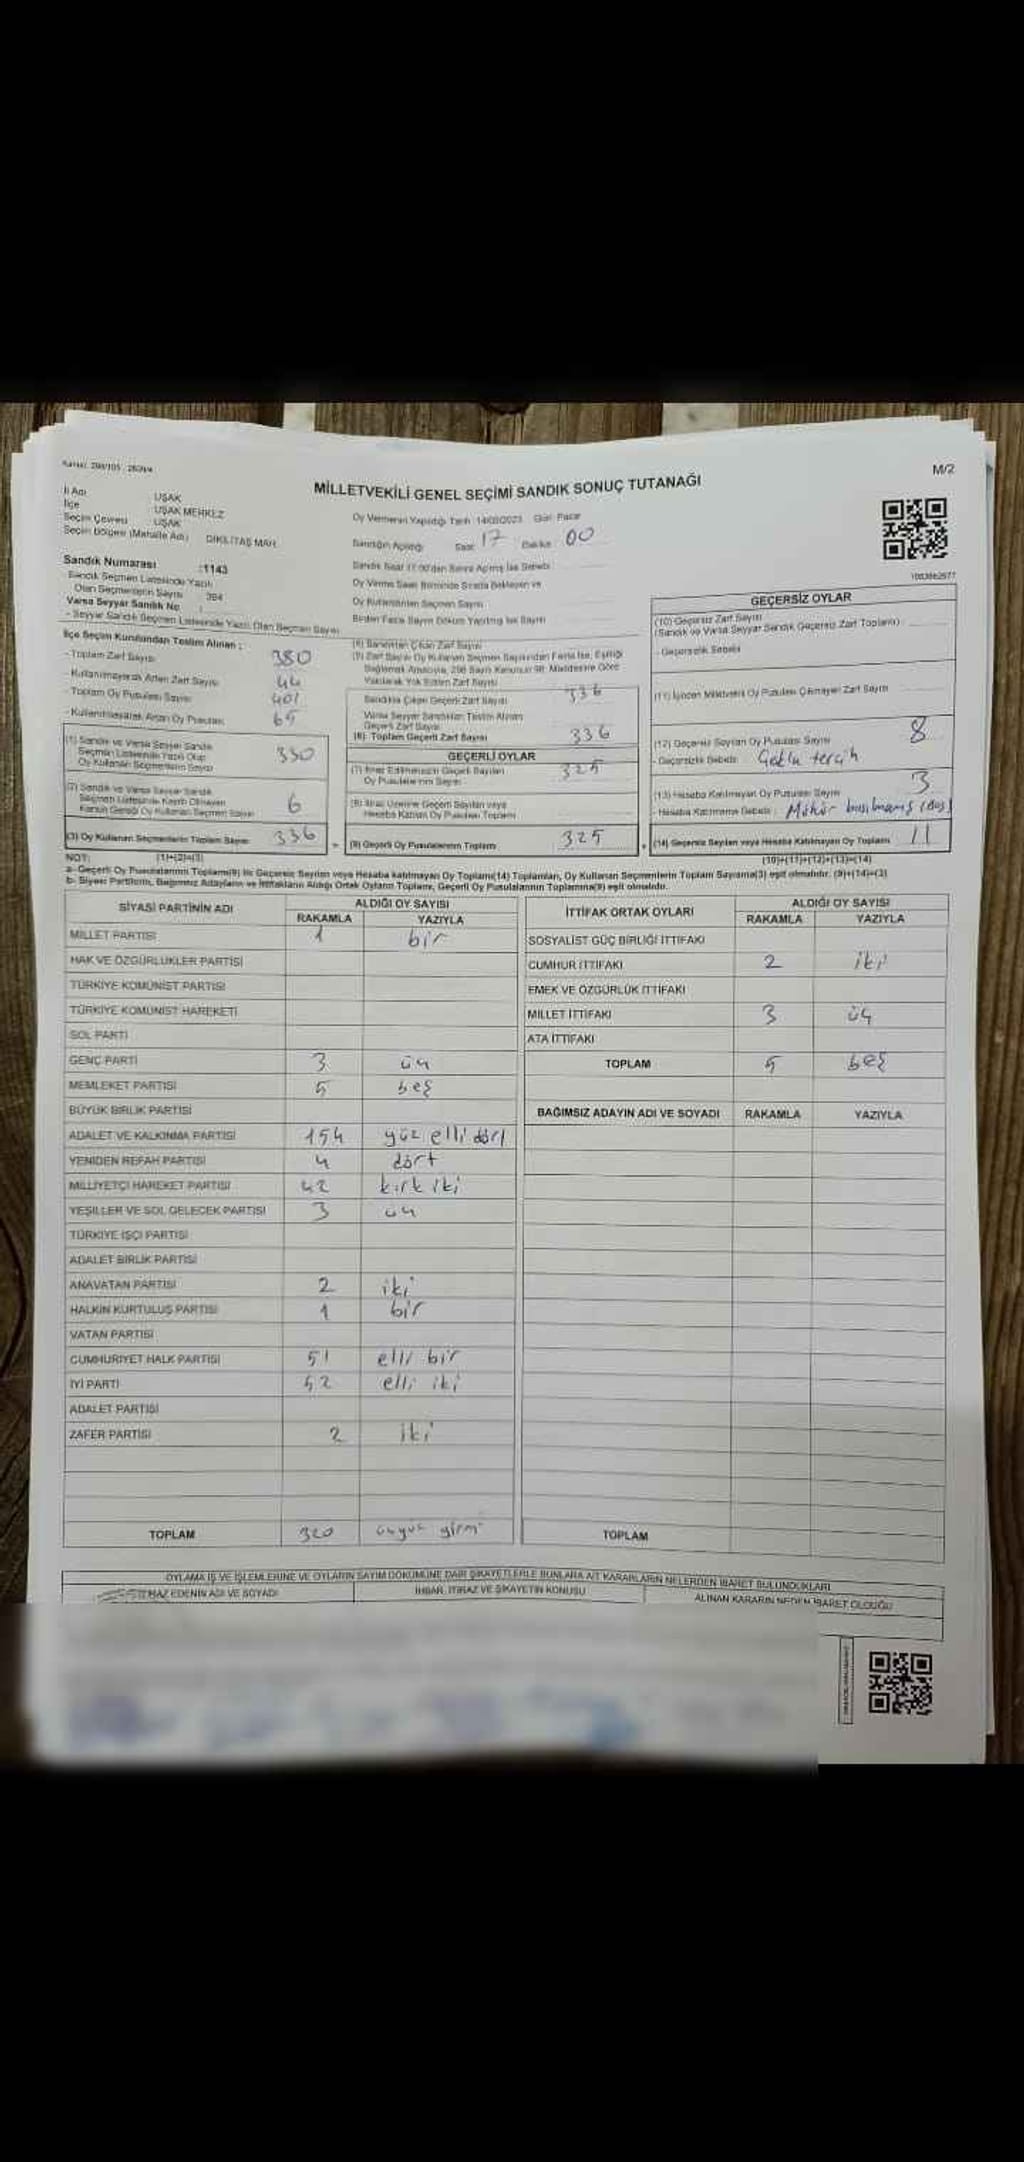 M/2
MİLLETVEKİLİ GENEL SEÇİMİ SANDIK SONUÇ TUTANAĞI
İl Adı UŞAK
İlçe UŞAK MERKEZ
Seçim Çevresi UŞAK
Seçim Bölgesi (Mahalle Adı) DİKİLİTAŞ MAH.
Oy Vermenin Yapıldığı Tarih 14/05/2023 Gün Pazar
Sandığın Açıldığı Saat 17 Dakika 00
Sandık Numarası :1143
Sandık Seçmen Listesinde Yazılı
Olan Seçmenlerin Sayısı 394
Varsa Seyyar Sandık No :
- Seyyar Sandık Seçmen Listesinde Yazılı Olan Seçmen Sayısı
Sandık Saat 17:00'dan Sonra Açılmış İse Sebebi
Oy Verme Saati Bitiminde Sırada Bekleyen ve
Oy Kullandırılan Seçmen Sayısı
Birden Fazla Sayım Döküm Yapılmış İse Sayısı
İlçe Seçim Kurulundan Teslim Alınan :
- Toplam Zarf Sayısı 380
- Kullanılmayarak Artan Zarf Sayısı 44
Toplam Oy Pusulası Sayısı 401
- Kullanılmayarak Artan Oy Pusulası 65
(1) Sandık ve Varsa Seyyar Sandık
Seçmen Listesinde Yazılı Olup
Oy Kullanan Seçmenlerin Sayısı 330
(2) Sandık ve Varsa Seyyar Sandık
Seçmen Listesinde Kayıtlı Olmayan
Kanun Gereği Oy Kullanan Seçmen Sayısı 6
(3) Oy Kullanan Seçmenlerin Toplam Sayısı 336
(4) Sandıktan Çıkan Zarf Sayısı
(5) Zarf Sayısı Oy Kullanan Seçmen Sayısından Fazla İse, Eşitliği
Sağlamak Amacıyla, 298 Sayılı Kanunun 98. Maddesine Göre
Yakılarak Yok Edilen Zarf Sayısı
Sandıkta Çıkan Geçerli Zarf Sayısı 336
Varsa Seyyar Sandıktan Teslim Alınan
Geçerli Zarf Sayısı
(6) Toplam Geçerli Zarf Sayısı 336
GEÇERLİ OYLAR
(7) İtiraz Edilmeksizin Geçerli Sayılan
Oy Pusulalarının Sayısı 325
(8) İtiraz Üzerine Geçerli Sayılan veya
Hesaba Katılan Oy Pusulası Toplamı
(9) Geçerli Oy Pusulalarının Toplamı 325
1003862677
GEÇERSİZ OYLAR
(10) Geçersiz Zarf Sayısı
(Sandık ve Varsa Seyyar Sandık Geçersiz Zarf Toplamı)
- Geçersizlik Sebebi
(11) İçinden Milletvekili Oy Pusulası Çıkmayan Zarf Sayısı
(12) Geçersiz Sayılan Oy Pusulası Sayısı 8
- Geçersizlik Sebebi : Çoklu tercih
(13) Hesaba Katılmayan Oy Pusulası Sayısı 3
- Hesaba Katılmama Sebebi : Mühür basılmamış (boş)
(14) Geçersiz Sayılan veya Hesaba Katılmayan Oy Toplamı 11
NOT: (1)+(2)=(3)
(10)+(11)+(12)+(13)=(14)
a- Geçerli Oy Pusulalarının Toplamı(9) ile Geçersiz Sayılan veya Hesaba katılmayan Oy Toplamı(14) Toplamları, Oy Kullanan Seçmenlerin Toplam Sayısına(3) eşit olmalıdır. (9)+(14)=(3)
b- Siyasi Partilerin, Bağımsız Adayların ve İttifakların Aldığı Ortak Oyların Toplamı, Geçerli Oy Pusulalarının Toplamına(9) eşit olmalıdır.
SİYASİ PARTİNİN ADI ALDIĞI OY SAYISI
RAKAMLA YAZIYLA
MİLLET PARTİSİ 1 bir
HAK VE ÖZGÜRLÜKLER PARTİSİ
TÜRKİYE KOMÜNİST PARTİSİ
TÜRKİYE KOMÜNİST HAREKETİ
SOL PARTİ
GENÇ PARTİ 3 üç
MEMLEKET PARTİSİ 5 beş
BÜYÜK BİRLİK PARTİSİ
ADALET VE KALKINMA PARTİSİ 154 yüz elli dört
YENİDEN REFAH PARTİSİ 4 dört
MİLLİYETÇİ HAREKET PARTİSİ 42 kırk iki
YEŞİLLER VE SOL GELECEK PARTİSİ 3 üç
TÜRKİYE İŞÇİ PARTİSİ
ADALET BİRLİK PARTİSİ
ANAVATAN PARTİSİ 2 iki
HALKIN KURTULUŞ PARTİSİ 1 bir
VATAN PARTİSİ
CUMHURİYET HALK PARTİSİ 51 elli bir
İYİ PARTİ 52 elli iki
ADALET PARTİSİ
ZAFER PARTİSİ 2 iki
TOPLAM 320 üçyüz yirmi
İTTİFAK ORTAK OYLARI ALDIĞI OY SAYISI
RAKAMLA YAZIYLA
SOSYALİST GÜÇ BİRLİĞİ İTTİFAKI
CUMHUR İTTİFAKI 2 iki
EMEK VE ÖZGÜRLÜK İTTİFAKI
MİLLET İTTİFAKI 3 üç
ATA İTTİFAKI
TOPLAM 5 beş
BAĞIMSIZ ADAYIN ADI VE SOYADI RAKAMLA YAZIYLA
TOPLAM
OYLAMA İŞ VE İŞLEMLERİNE VE OYLARIN SAYIM DÖKÜMÜNE DAİR ŞİKAYETLERLE BUNLARA AİT KARARLARIN NELERDEN İBARET BULUNDUKLARI
İTİRAZ EDENİN ADI VE SOYADI
İHBAR, İTİRAZ VE ŞİKAYETİN KONUSU
ALINAN KARARIN NEDEN İBARET OLDUĞU